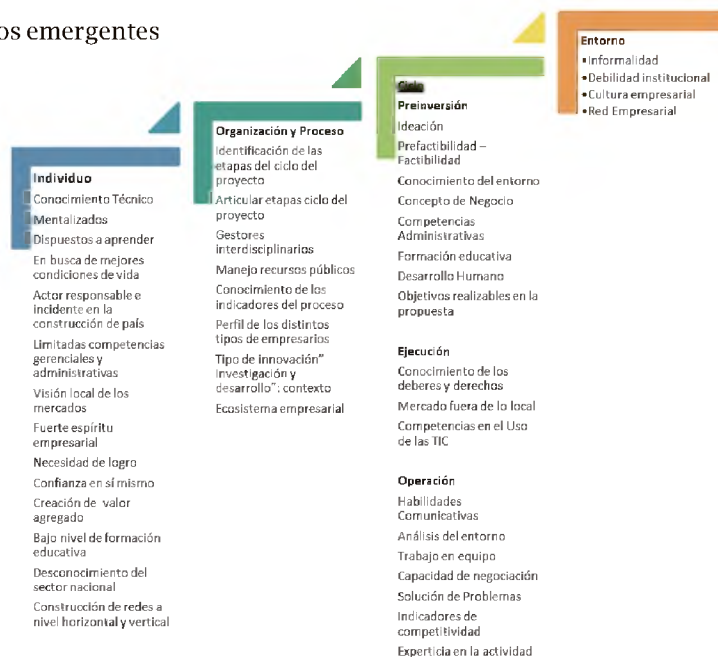 os emergentes
Individuo
Conocimiento Técnico
Mentalizados
Dispuestos a aprender
En busca de mejores
condiciones de vida
Actor responsable e
incidente en la
construcción de país
Limitadas competencias
gerenciales y
administrativas
Visión local de los
mercados
Fuerte espíritu
empresarial
Necesidad de logro
Confianza en sí mismo
Creación de valor
agregado
Bajo nivel de formación
educativa
Desconocimiento del
sector nacional
Construcción de redes a
nivel horizontal y vertical
Organización y Proceso
Identificación de las
etapas del ciclo del
proyecto
Articular etapas ciclo del
proyecto
Gestores
interdisciplinarios
Manejo recursos públicos
Conocimiento de los
indicadores del proceso
Perfil de los distintos
tipos de empresarios
Tipo de innovación"
Investigación y
desarrollo": contexto
Ecosistema empresarial
Preinversión
Ideación
Prefactibilidad –
Factibilidad
Conocimiento del entorno
Concepto de Negocio
Competencias
Administrativas
Formación educativa
Desarrollo Humano
Objetivos realizables en la
propuesta
Ejecución
Conocimiento de los
deberes y derechos
Mercado fuera de lo local
Competencias en el Uso
de las TIC
Operación
Habilidades
Comunicativas
Análisis del entorno
Trabajo en equipo
Capacidad de negociación
Solución de Problemas
Indicadores de
competitividad
Experticia en la actividad
Entorno
•Informalidad
•Debilidad institucional
•Cultura empresarial
•Red Empresarial